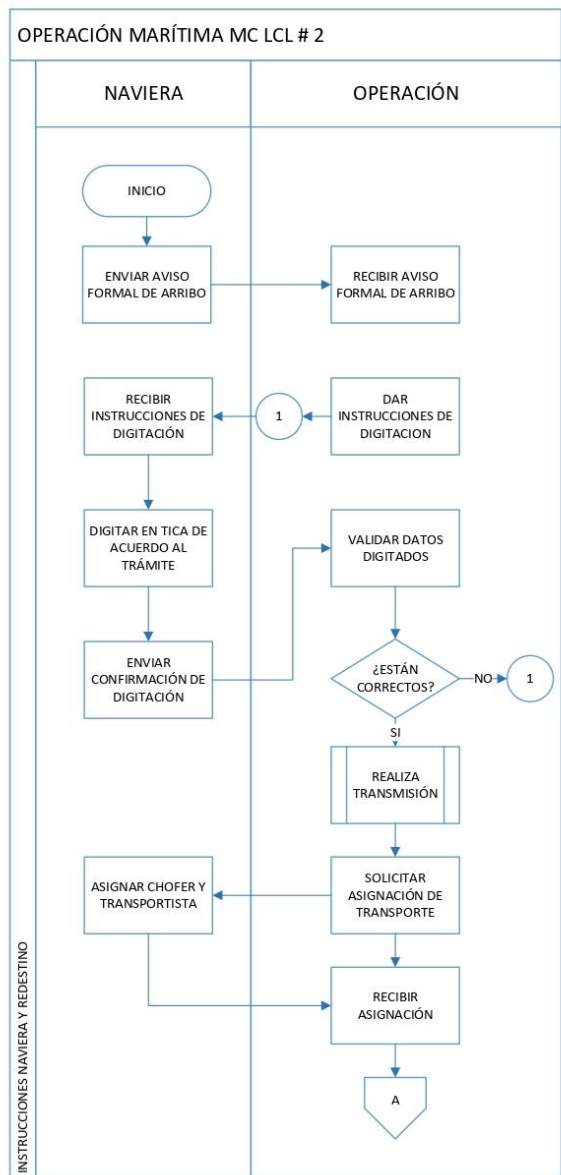 OPERACIÓN MARÍTIMA MC LCL # 2
NAVIERA
OPERACIÓN
INICIO
ENVIAR AVISO
FORMAL DE ARRIBO
RECIBIR AVISO
FORMAL DE ARRIBO
RECIBIR
INSTRUCCIONES DE
DIGITACIÓN
1
DAR
INSTRUCCIONES DE
DIGITACION
DIGITAR EN TICA DE
ACUERDO AL
TRÁMITE
VALIDAR DATOS
DIGITADOS
ENVIAR
CONFIRMACIÓN DE
DIGITACIÓN
¿ESTÁN
CORRECTOS?
NO
1
SI
REALIZA
TRANSMISIÓN
ASIGNAR CHOFER Y
TRANSPORTISTA
SOLICITAR
ASIGNACIÓN DE
TRANSPORTE
RECIBIR
ASIGNACIÓN
A
INSTRUCCIONES NAVIERA Y REDESTINO